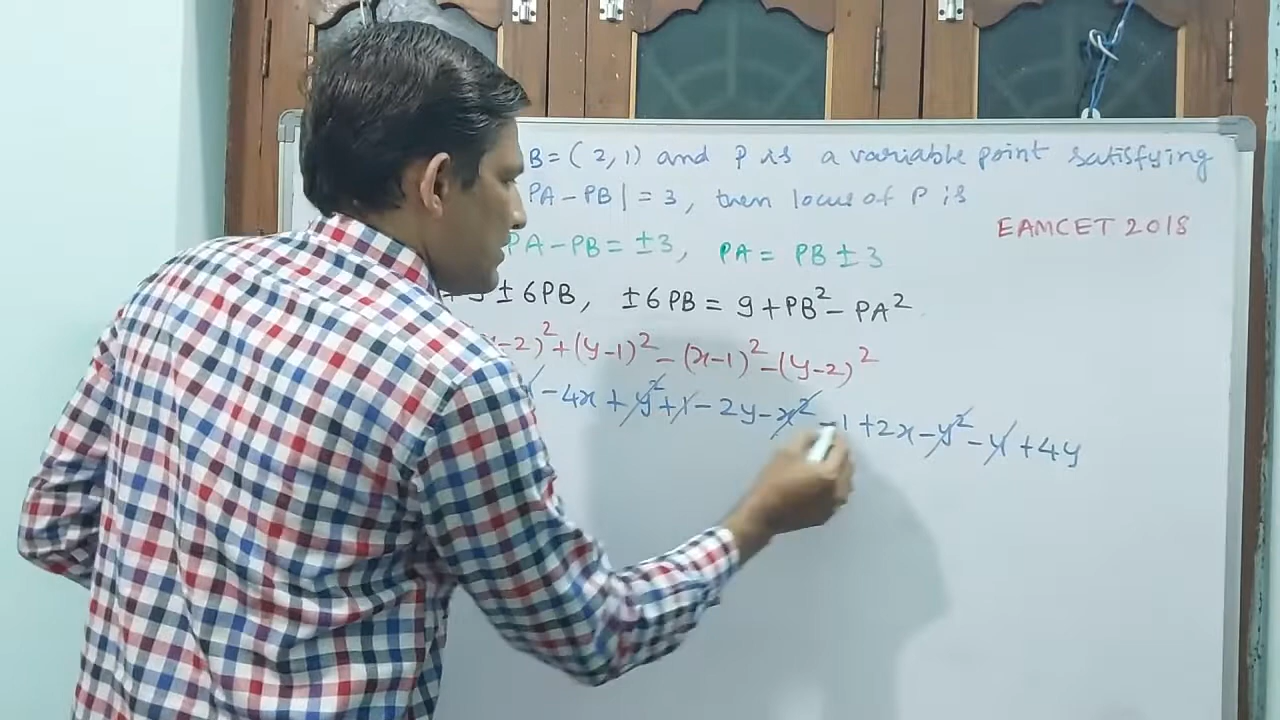 B = (2,1) and P is a variable point satisfying
PA – PB| = 3, then locus of P is
EAMCET 2018
PA – PB = ±3, PA = PB ± 3
± 6PB, ±6PB = 9 + PB² – PA²
–2)² + (y–1)² – (x–1)² – (y–2)²
– 4x + y² + 1 – 2y – x² – 1 + 2x – y² – 4 + 4y